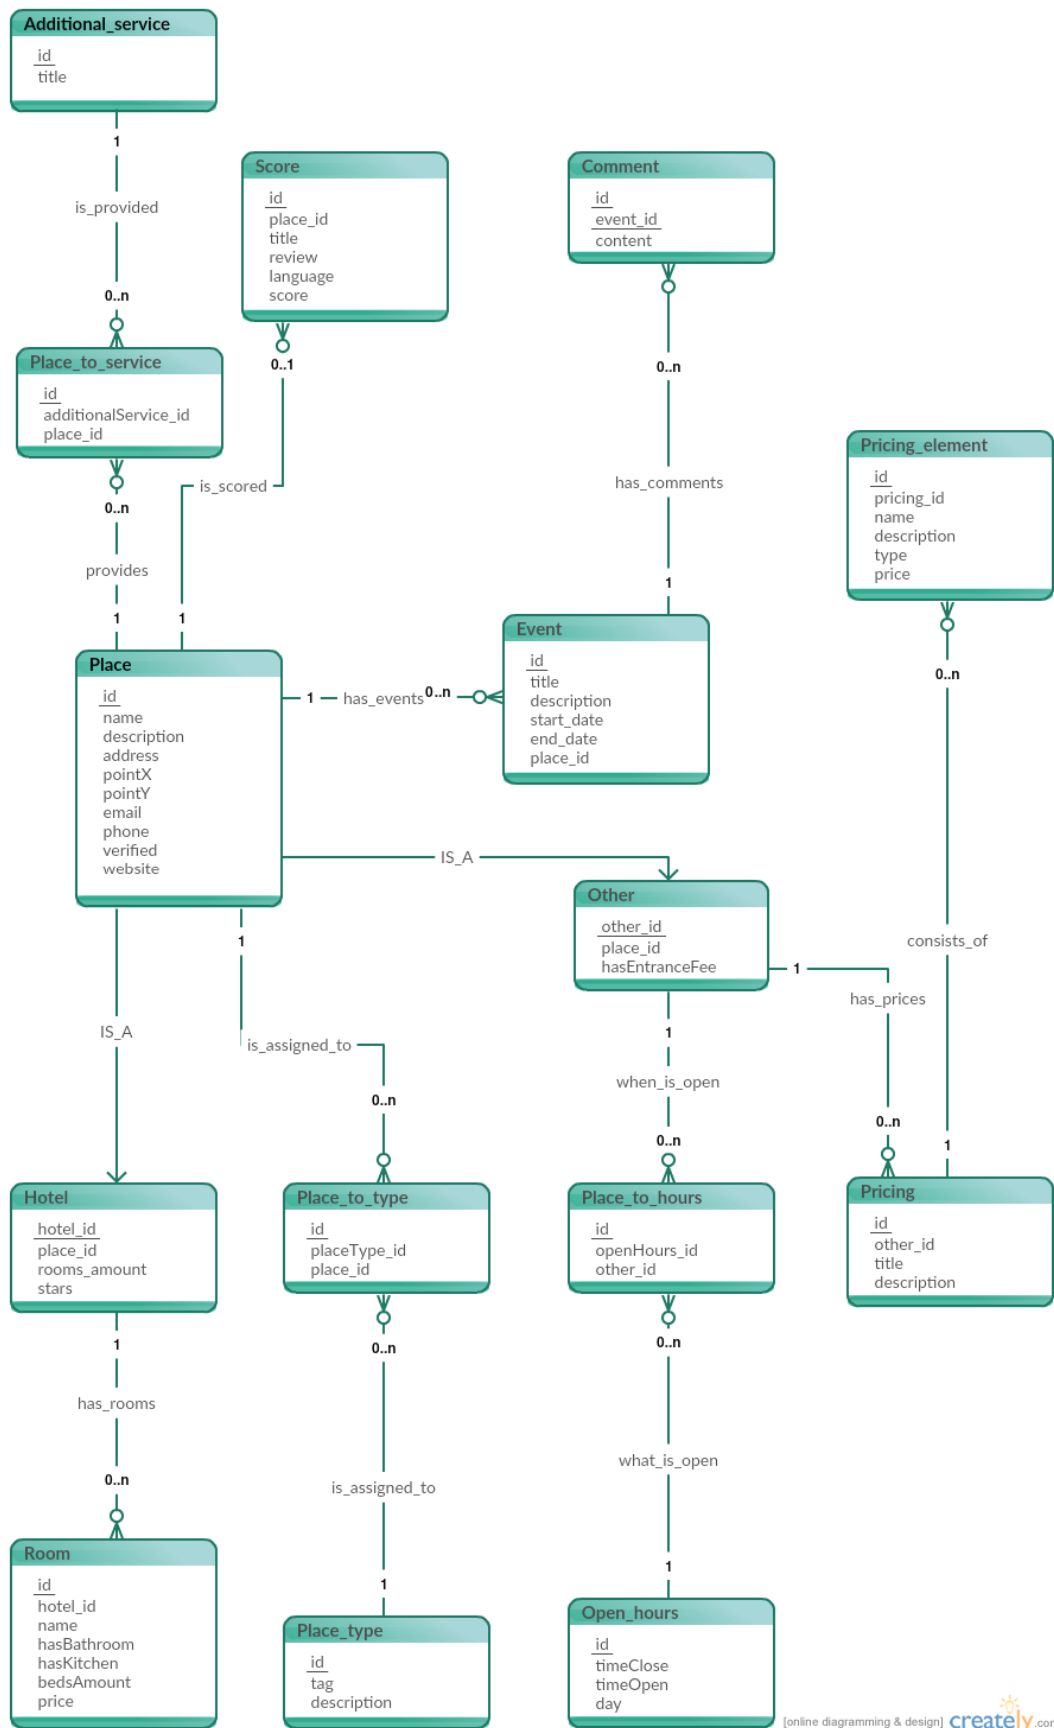 Additional_service
id
title
1
is_provided
0..n
Place_to_service
id
additionalService_id
place_id
0..n
provides
1
Score
id
place_id
title
review
language
score
0..1
is_scored
1
Comment
id
event_id
content
0..n
has_comments
1
Pricing_element
id
pricing_id
name
description
type
price
0..n
consists_of
1
Place
id
name
description
address
pointX
pointY
email
phone
verified
website
1
has_events
0..n
Event
id
title
description
start_date
end_date
place_id
IS_A
Other
other_id
place_id
hasEntranceFee
1
has_prices
0..n
Pricing
id
other_id
title
description
IS_A
1
is_assigned_to
0..n
1
when_is_open
0..n
Hotel
hotel_id
place_id
rooms_amount
stars
Place_to_type
id
placeType_id
place_id
Place_to_hours
id
openHours_id
other_id
1
has_rooms
0..n
0..n
is_assigned_to
1
0..n
what_is_open
1
Room
id
hotel_id
name
hasBathroom
hasKitchen
bedsAmount
price
Place_type
id
tag
description
Open_hours
id
timeClose
timeOpen
day
[online diagramming & design] creately.com